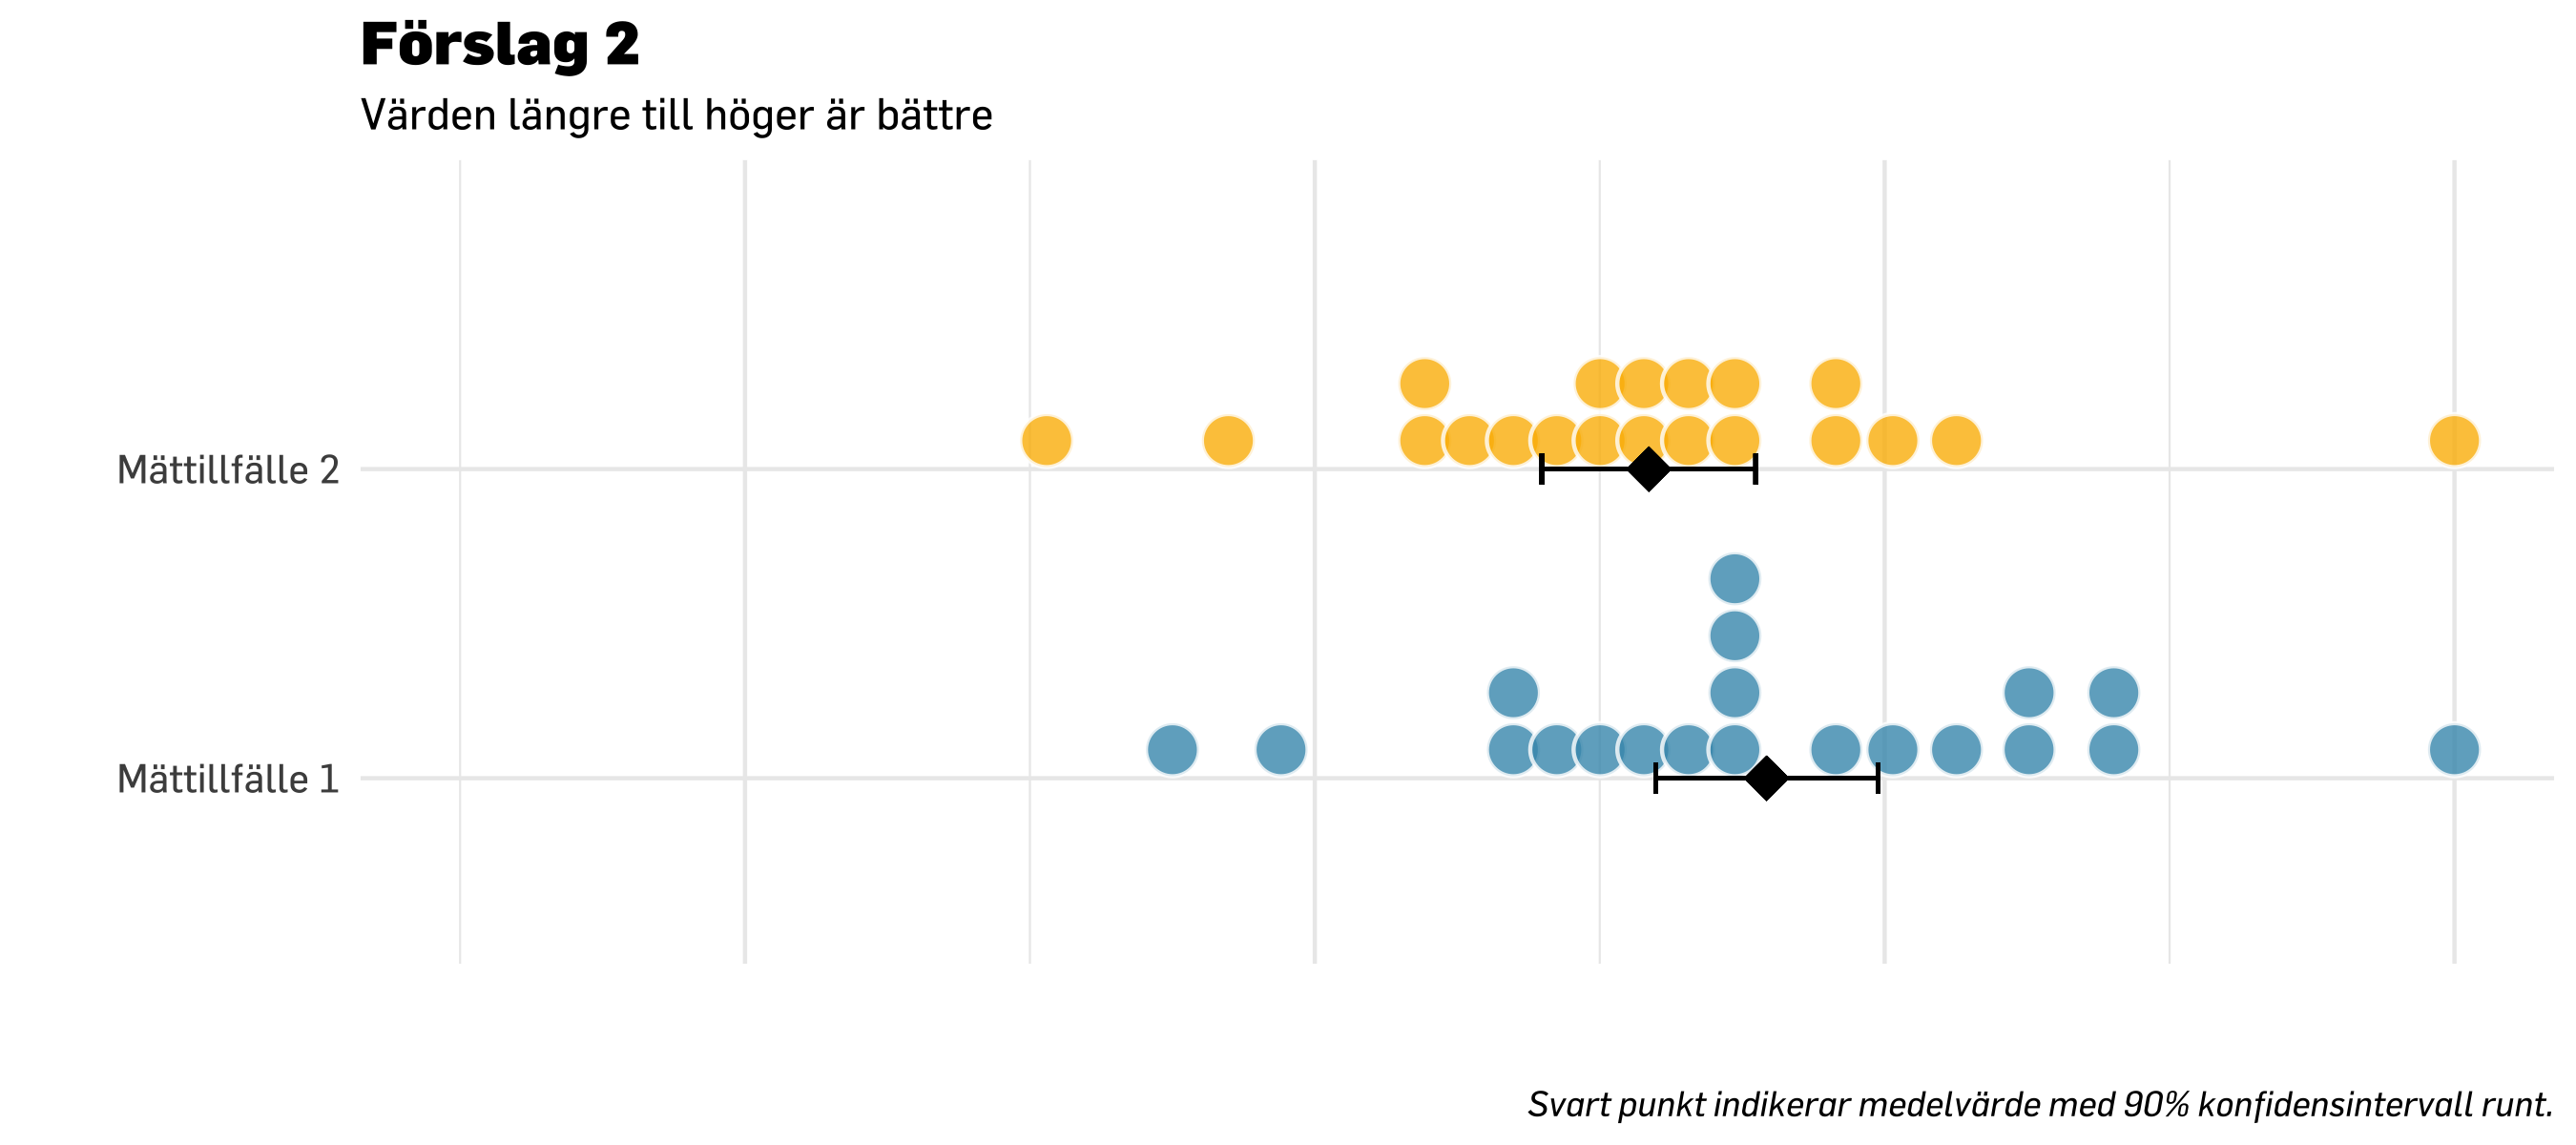 Förslag 2
Värden längre till höger är bättre
Mättillfälle 2
Mättillfälle 1
Svart punkt indikerar medelvärde med 90% konfidensintervall runt.